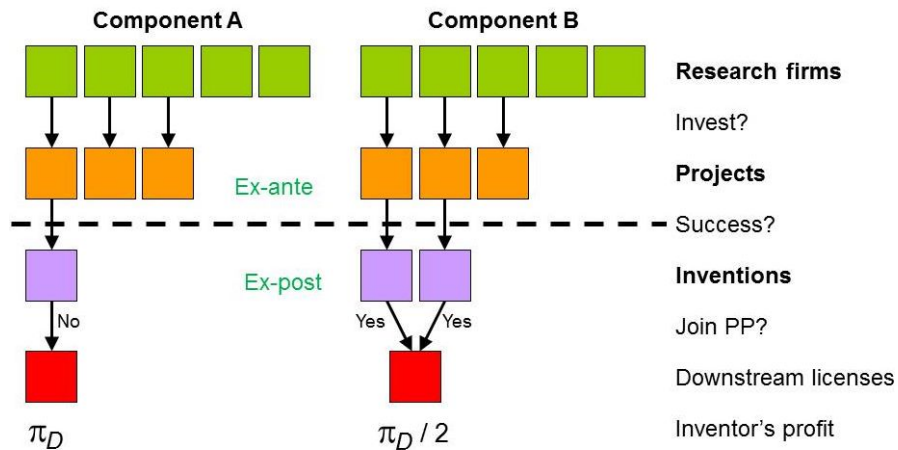 Component A
Component B
Research firms
Invest?
Ex-ante
Projects
Success?
Ex-post
Inventions
No
Yes
Yes
Join PP?
Downstream licenses
π_D
π_D / 2
Inventor's profit